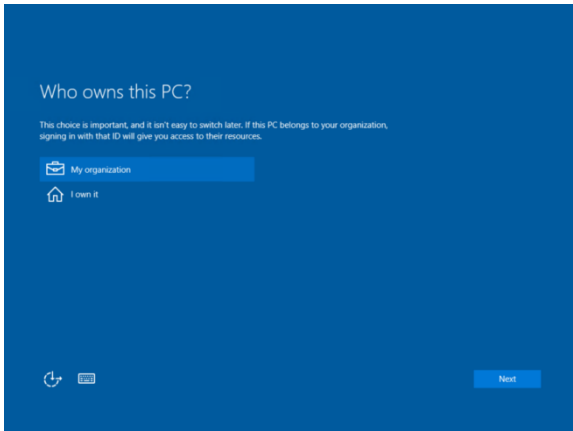 Who owns this PC?
This choice is important, and it isn't easy to switch later. If this PC belongs to your organization,
signing in with that ID will give you access to their resources.
My organization
I own it
Next